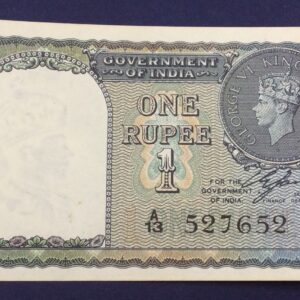 GOVERNMENT
OF INDIA
GEORGE VI KING
ONE
RUPEE
1
FOR THE
GOVERNMENT
OF INDIA.
A/13 527652